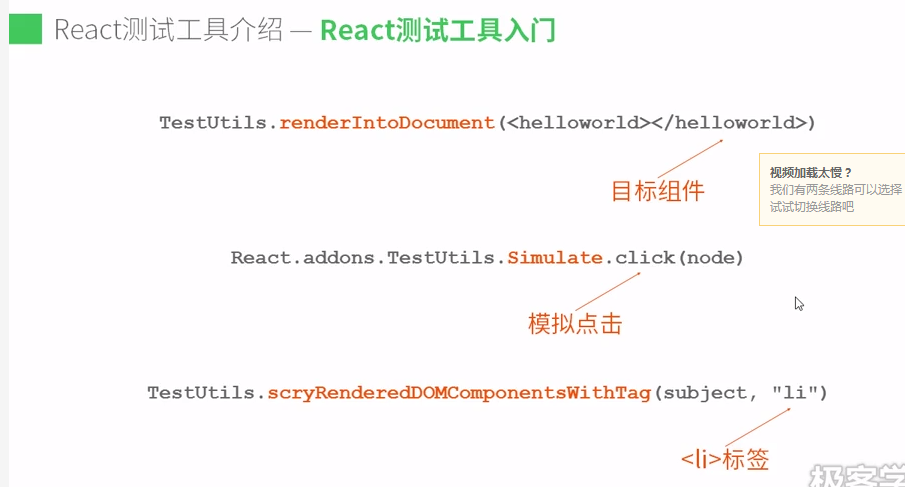 React测试工具介绍 — React测试工具入门
TestUtils.renderIntoDocument(<helloworld></helloworld>)
目标组件
视频加载太慢？
我们有两条线路可以选择
试试切换线路吧
React.addons.TestUtils.Simulate.click(node)
模拟点击
TestUtils.scryRenderedDOMComponentsWithTag(subject, "li")
<li>标签
极客学